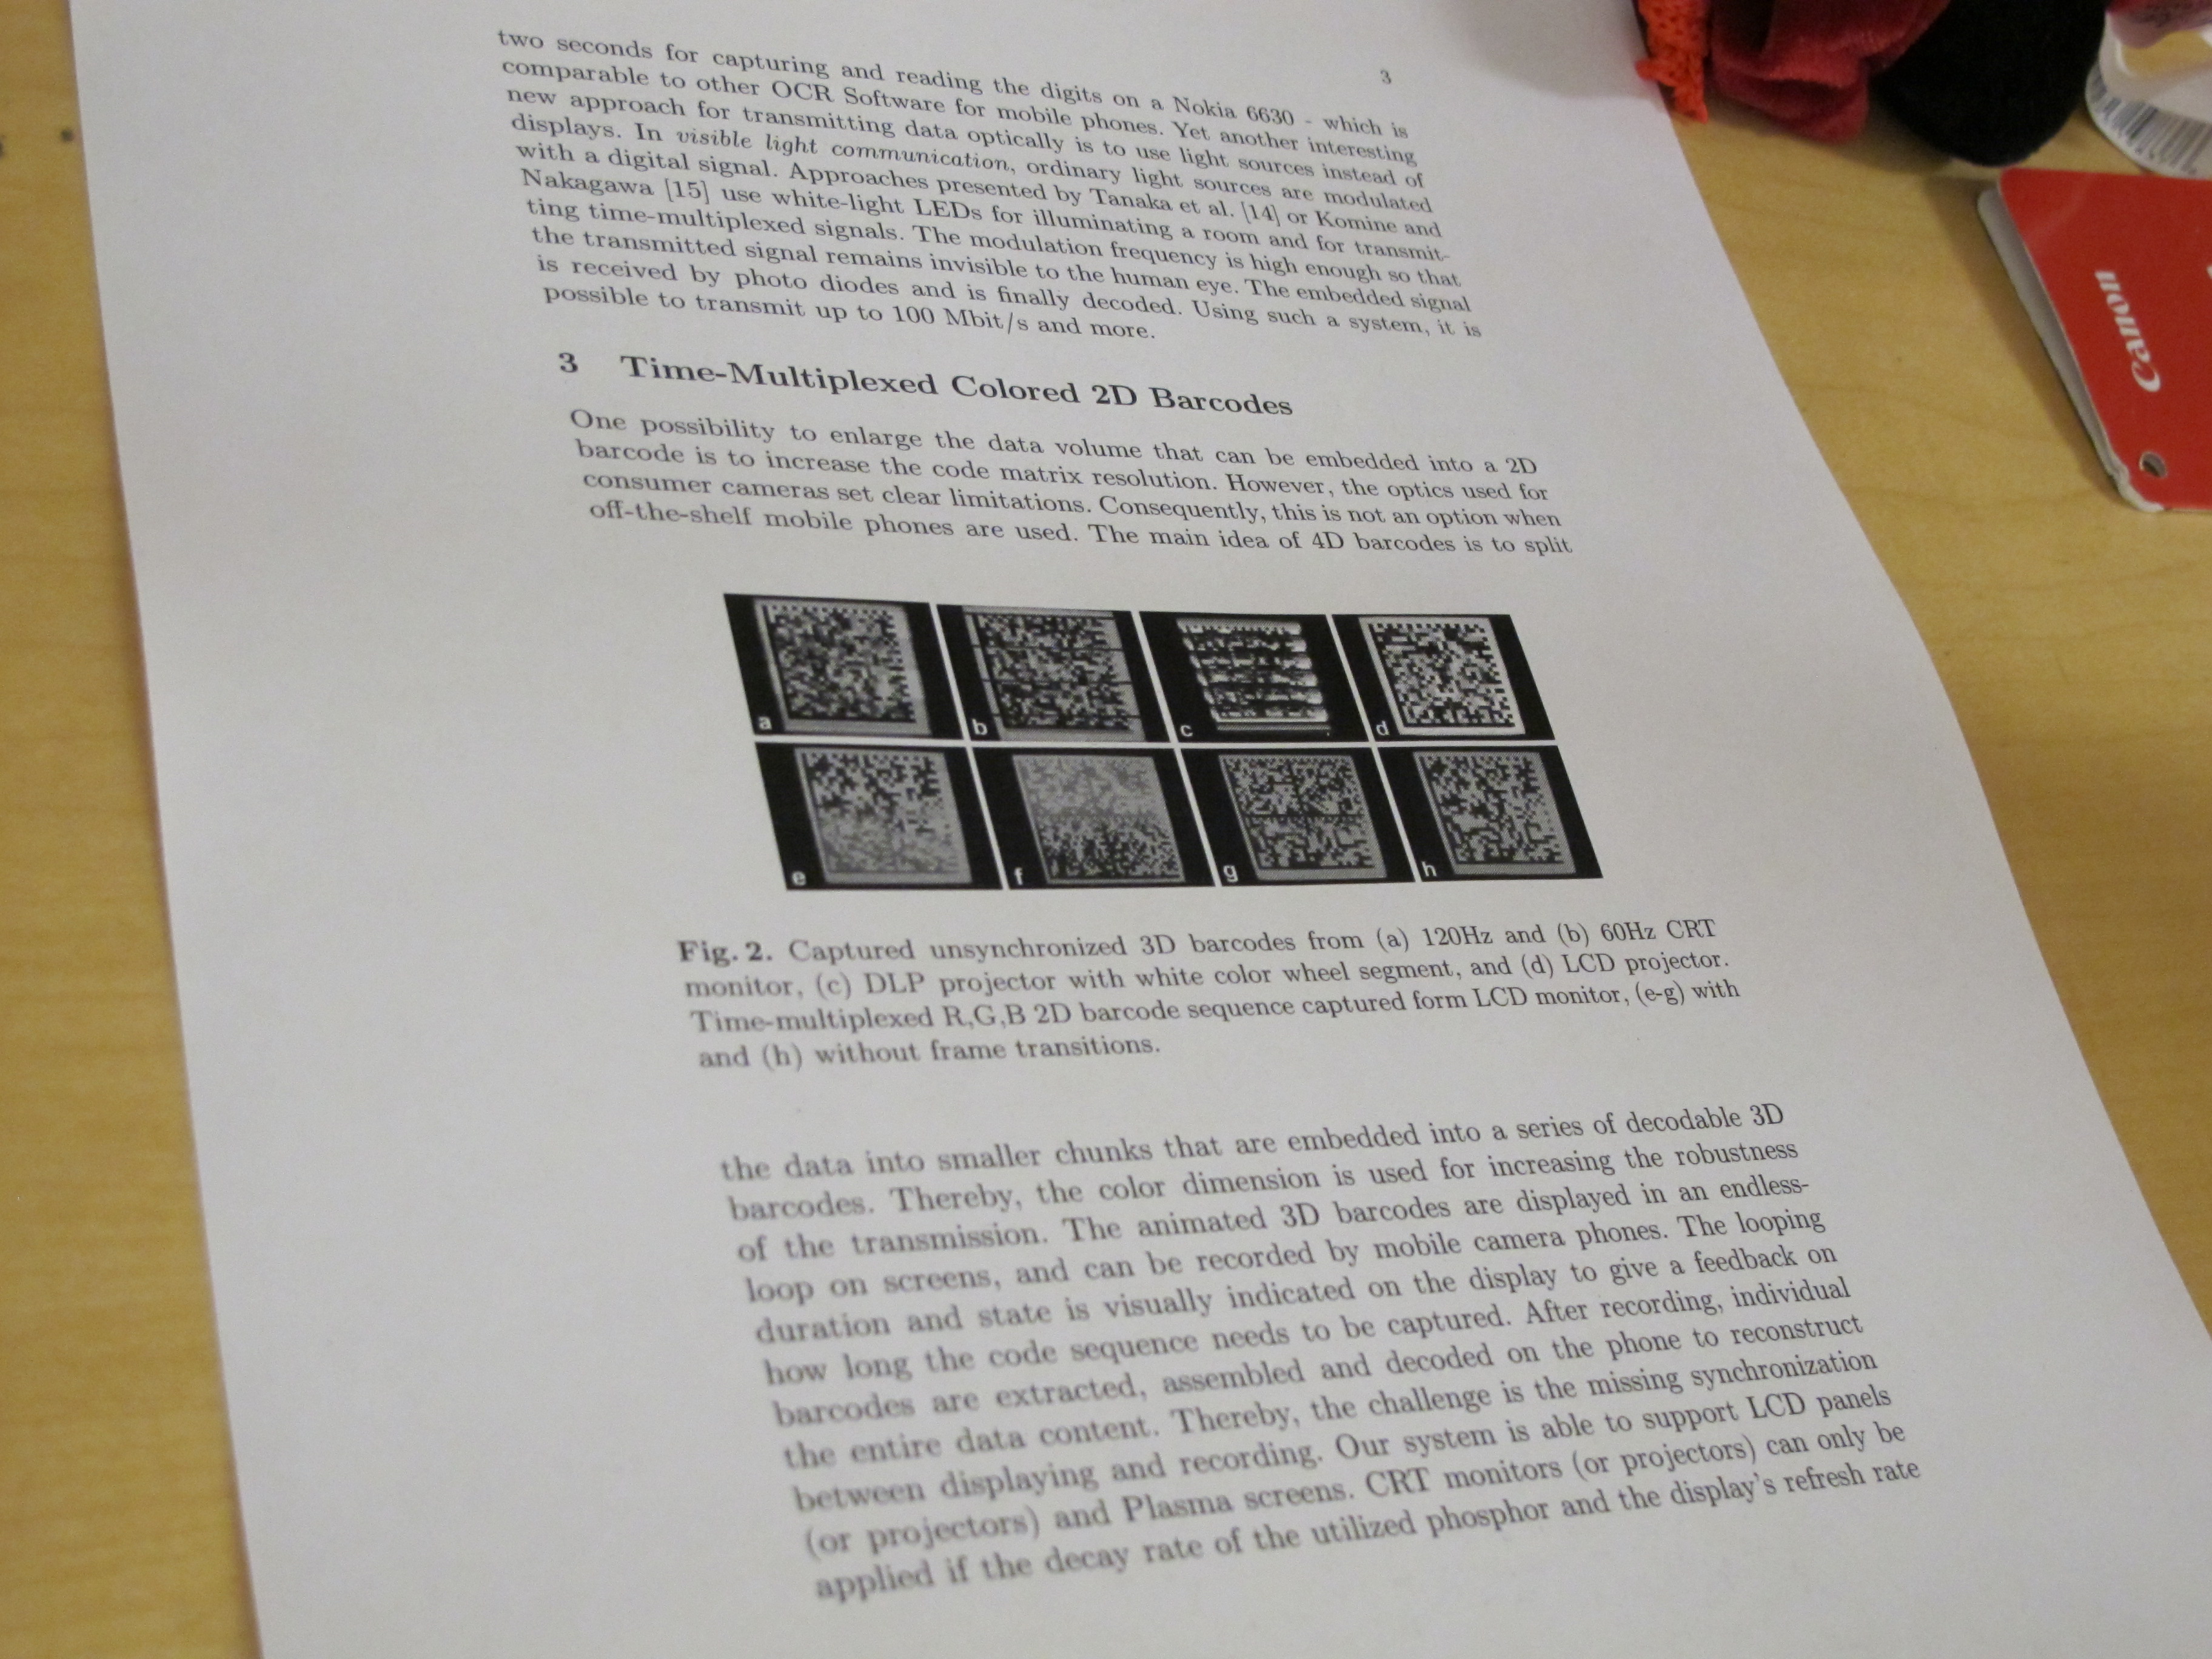 3
two seconds for capturing and reading the digits on a Nokia 6630 - which is
comparable to other OCR Software for mobile phones. Yet another interesting
new approach for transmitting data optically is to use light sources instead of
displays. In visible light communication, ordinary light sources are modulated
with a digital signal. Approaches presented by Tanaka et al. [14] or Komine and
Nakagawa [15] use white-light LEDs for illuminating a room and for transmit-
ting time-multiplexed signals. The modulation frequency is high enough so that
the transmitted signal remains invisible to the human eye. The embedded signal
is received by photo diodes and is finally decoded. Using such a system, it is
possible to transmit up to 100 Mbit/s and more.
3 Time-Multiplexed Colored 2D Barcodes
One possibility to enlarge the data volume that can be embedded into a 2D
barcode is to increase the code matrix resolution. However, the optics used for
consumer cameras set clear limitations. Consequently, this is not an option when
off-the-shelf mobile phones are used. The main idea of 4D barcodes is to split
a b c d
e f g h
Fig. 2. Captured unsynchronized 3D barcodes from (a) 120Hz and (b) 60Hz CRT
monitor, (c) DLP projector with white color wheel segment, and (d) LCD projector.
Time-multiplexed R,G,B 2D barcode sequence captured form LCD monitor, (e-g) with
and (h) without frame transitions.
the data into smaller chunks that are embedded into a series of decodable 3D
barcodes. Thereby, the color dimension is used for increasing the robustness
of the transmission. The animated 3D barcodes are displayed in an endless-
loop on screens, and can be recorded by mobile camera phones. The looping
duration and state is visually indicated on the display to give a feedback on
how long the code sequence needs to be captured. After recording, individual
barcodes are extracted, assembled and decoded on the phone to reconstruct
the entire data content. Thereby, the challenge is the missing synchronization
between displaying and recording. Our system is able to support LCD panels
(or projectors) and Plasma screens. CRT monitors (or projectors) can only be
applied if the decay rate of the utilized phosphor and the display's refresh rate
Canon